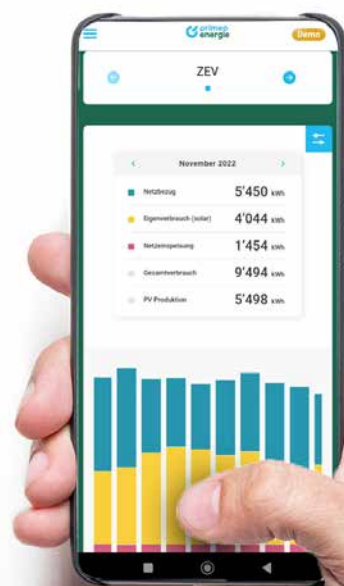 primeo
energie
Demo
ZEV
November 2022
Netzbezug 5'450 kWh
Eigenverbrauch (solar) 4'044 kWh
Netzeinspeisung 1'454 kWh
Gesamtverbrauch 9'494 kWh
PV Produktion 5'498 kWh